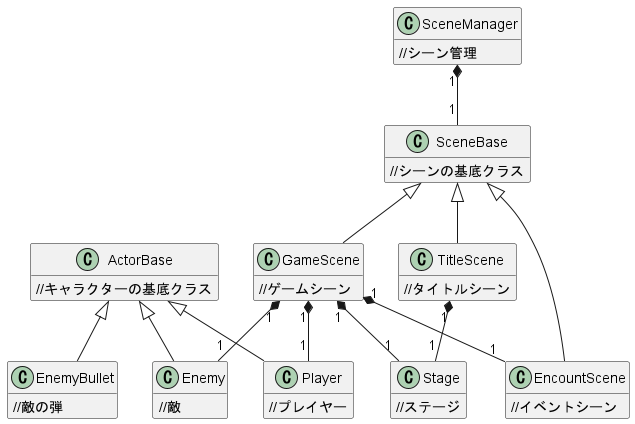 C SceneManager
//シーン管理
1
1
C SceneBase
//シーンの基底クラス
C ActorBase
//キャラクターの基底クラス
C GameScene
//ゲームシーン
C TitleScene
//タイトルシーン
1 1 1 1 1
1 1 1 1 1
C EnemyBullet
//敵の弾
C Enemy
//敵
C Player
//プレイヤー
C Stage
//ステージ
C EncountScene
//イベントシーン